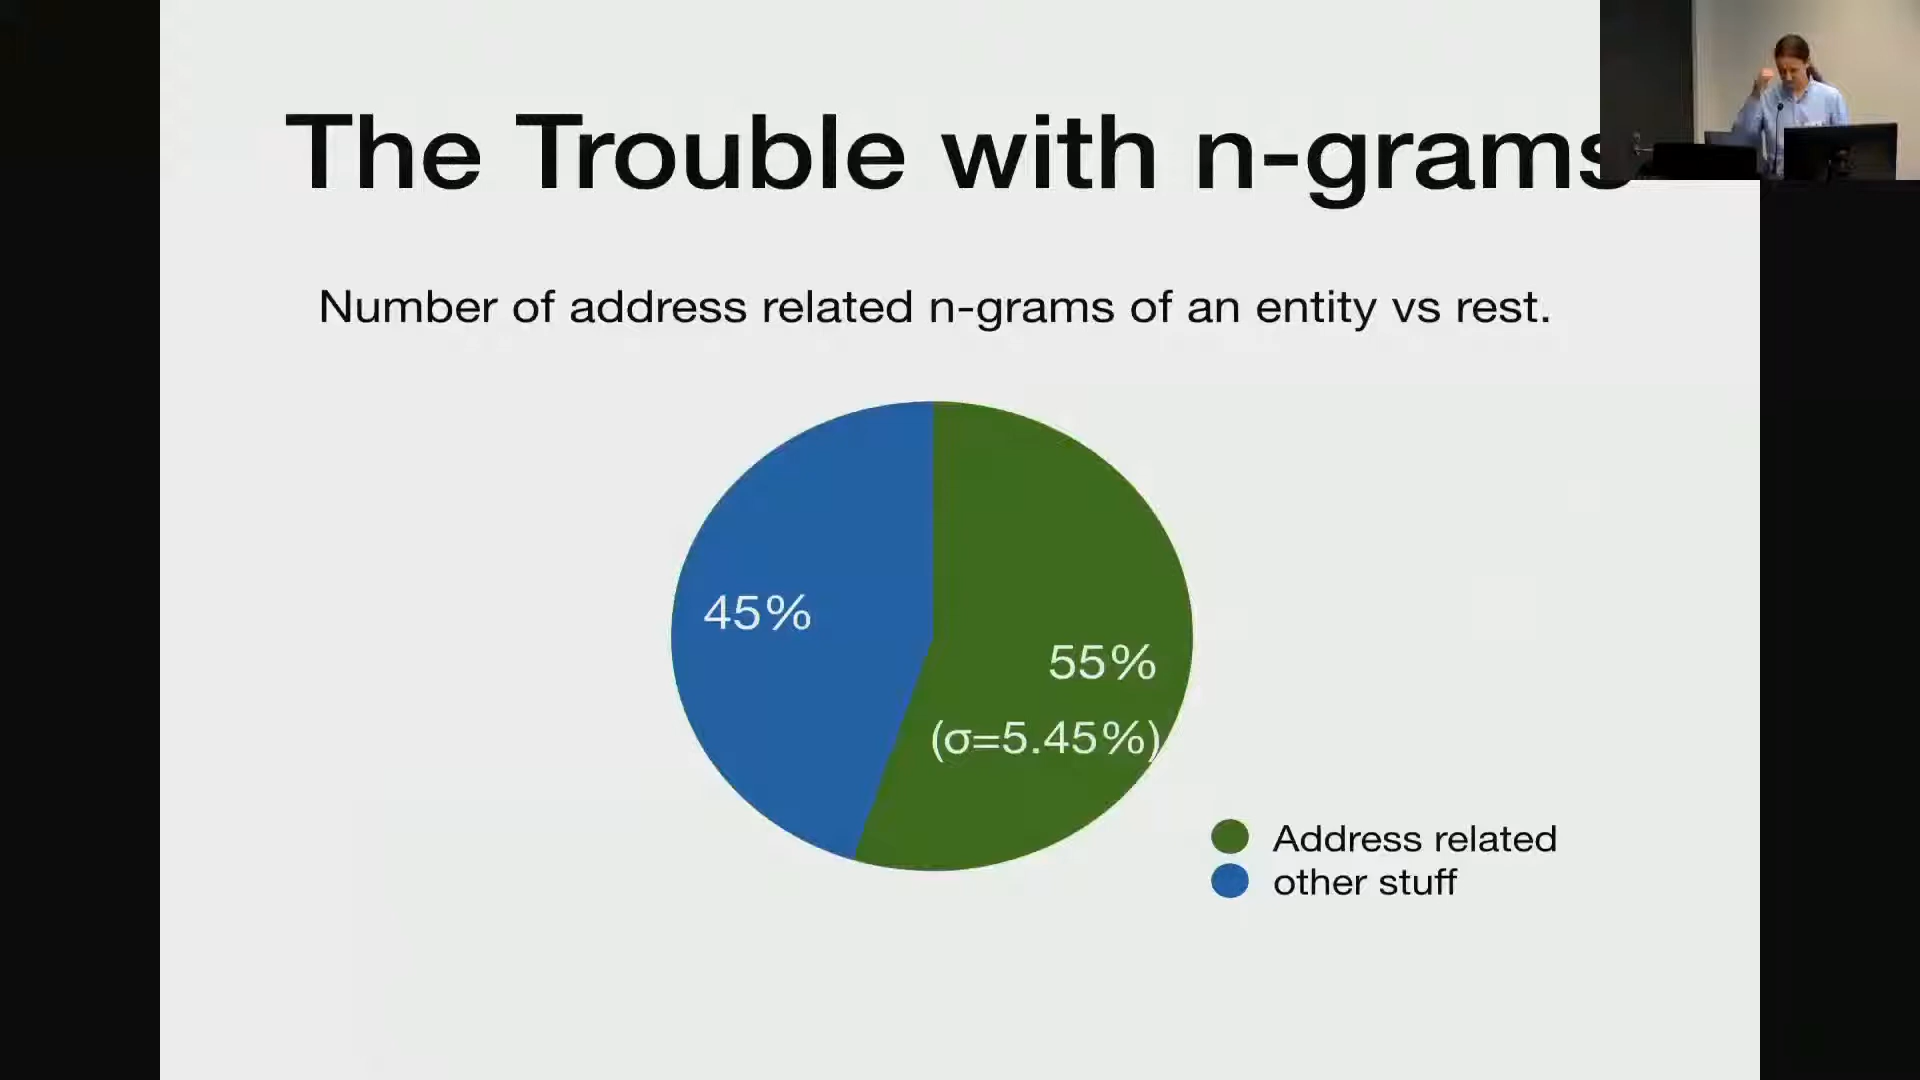 The Trouble with n-grams
Number of address related n-grams of an entity vs rest.
45%
55%
(σ=5.45%)
Address related
other stuff